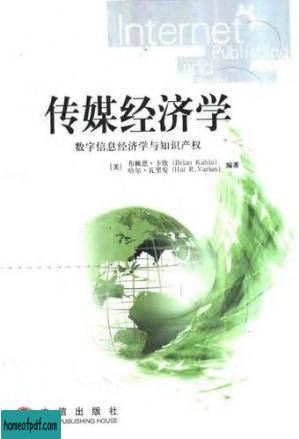 Internet
Publishing
and
传媒经济学
数字信息经济学与知识产权
[美] 布赖恩·卡欣 (Brian Kahin) 编著
哈尔·瓦里安 (Hal R.Varian)
中信出版社
PUBLISHING HOUSE
homeofpdf.com